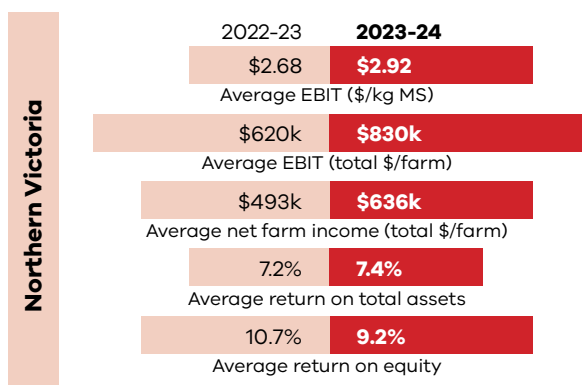 Northern Victoria
2022-23 2023-24
$2.68 $2.92
Average EBIT ($/kg MS)
$620k $830k
Average EBIT (total $/farm)
$493k $636k
Average net farm income (total $/farm)
7.2% 7.4%
Average return on total assets
10.7% 9.2%
Average return on equity